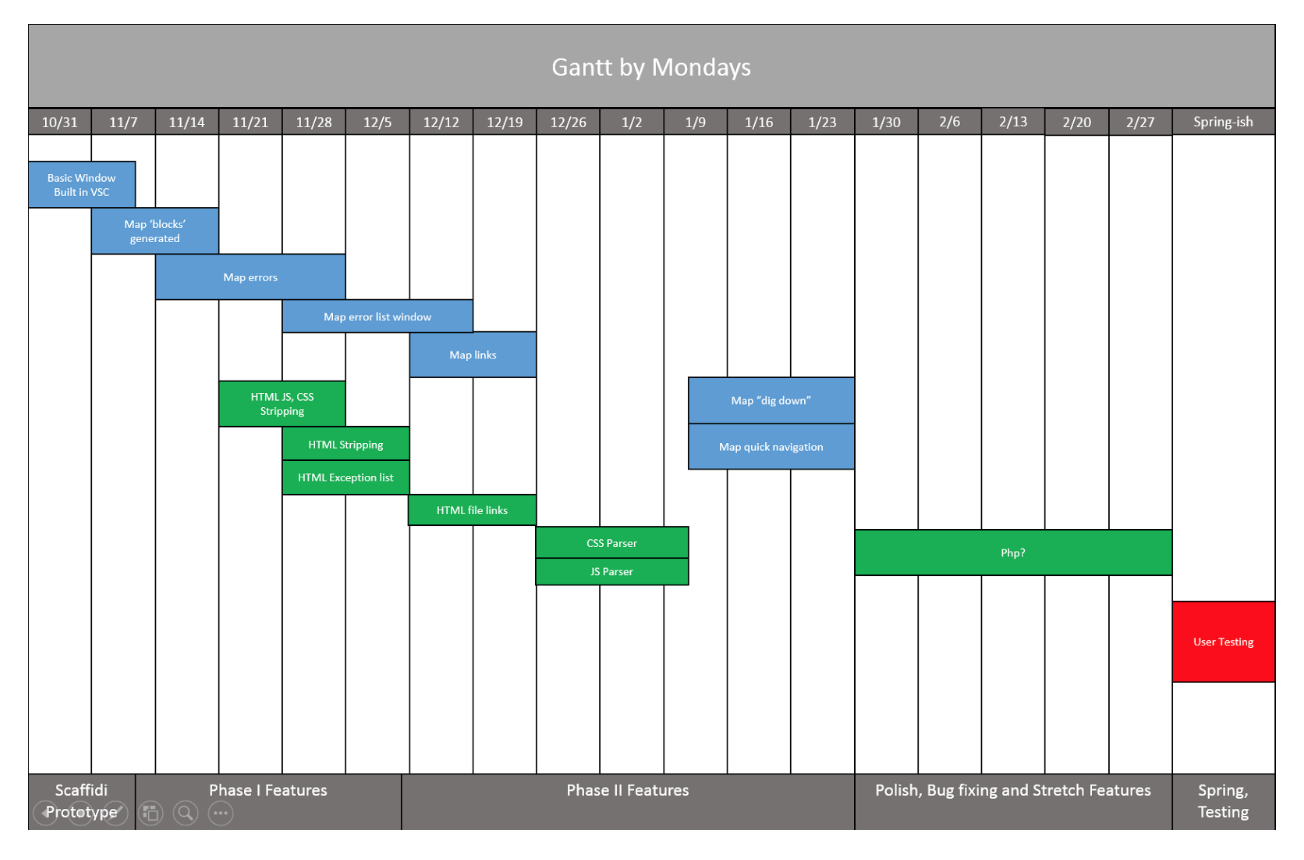 Gantt by Mondays
10/31 11/7 11/14 11/21 11/28 12/5 12/12 12/19 12/26 1/2 1/9 1/16 1/23 1/30 2/6 2/13 2/20 2/27 Spring-ish
Basic Window
Built in VSC
Map ‘blocks’
generated
Map errors
Map error list window
Map links
HTML JS, CSS
Stripping
Map “dig down”
HTML Stripping
Map quick navigation
HTML Exception list
HTML file links
CSS Parser
JS Parser
Php?
User Testing
Scaffidi
Prototype
Phase I Features
Phase II Features
Polish, Bug fixing and Stretch Features
Spring,
Testing